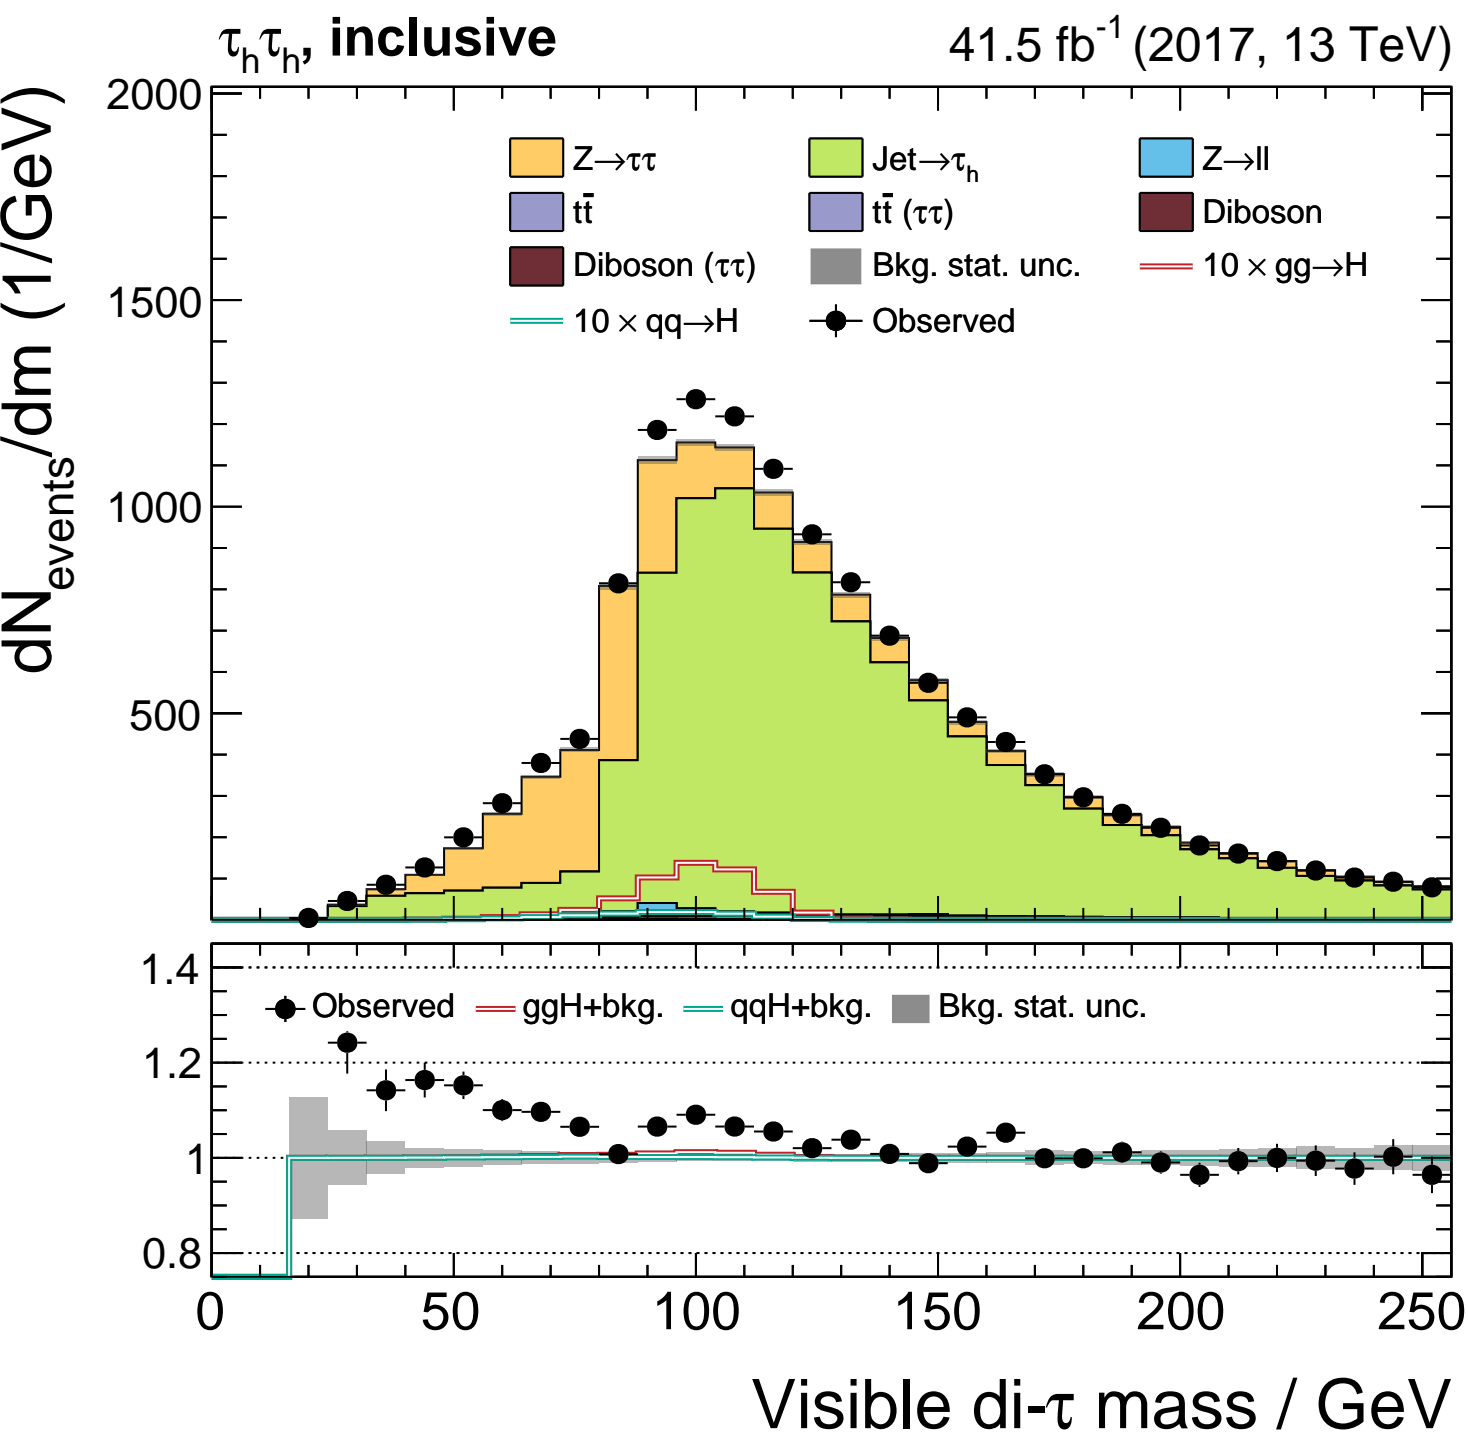 τhτh, inclusive 41.5 fb-1 (2017, 13 TeV)
dNevents/dm (1/GeV)
2000
1500
1000
500
Z→ττ Jet→τh Z→ll
tt̄ tt̄ (ττ) Diboson
Diboson (ττ) Bkg. stat. unc. 10 × gg→H
10 × qq→H Observed
1.4
1.2
1
0.8
Observed ggH+bkg. qqH+bkg. Bkg. stat. unc.
0 50 100 150 200 250
Visible di-τ mass / GeV